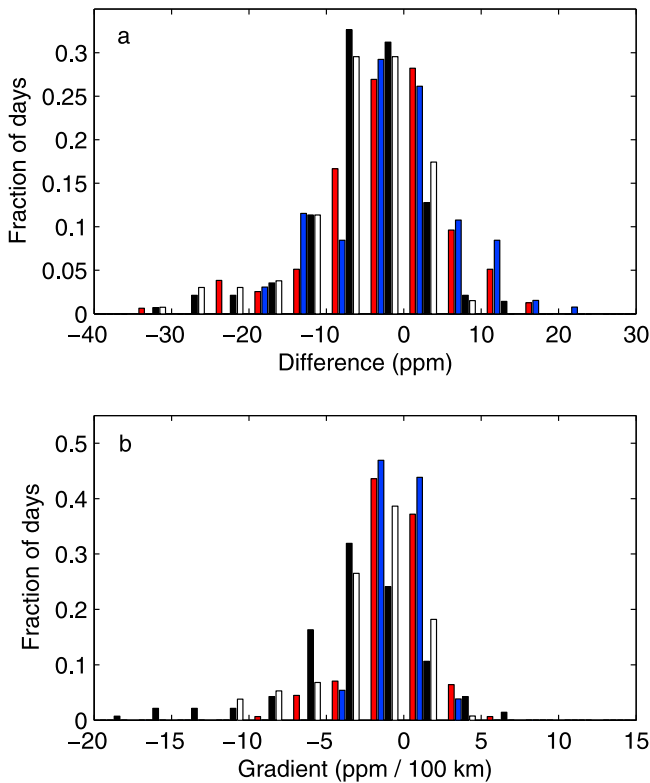 a
0.3
0.25
0.2
0.15
0.1
0.05
0
Fraction of days
−40 −30 −20 −10 0 10 20 30
Difference (ppm)
b
0.5
0.4
0.3
0.2
0.1
0
Fraction of days
−20 −15 −10 −5 0 5 10 15
Gradient (ppm / 100 km)